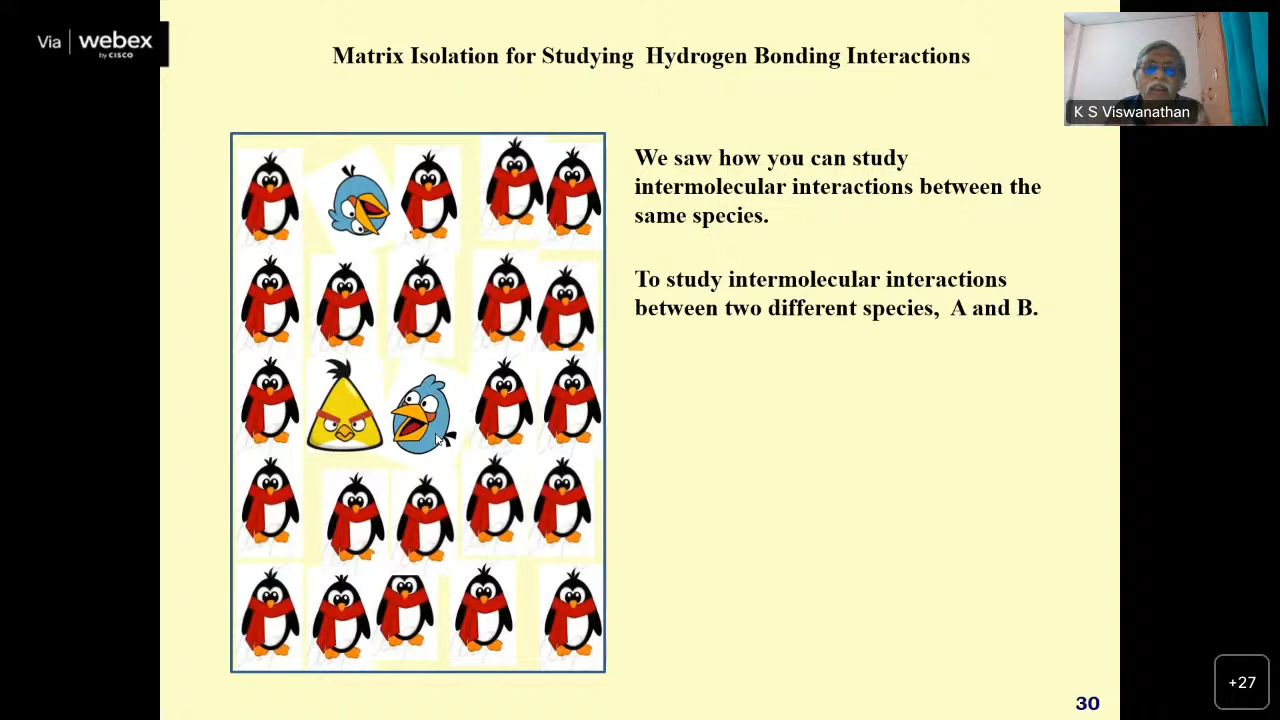 Via webex
by CISCO
Matrix Isolation for Studying Hydrogen Bonding Interactions
K S Viswanathan
We saw how you can study
intermolecular interactions between the
same species.
To study intermolecular interactions
between two different species, A and B.
+27
30